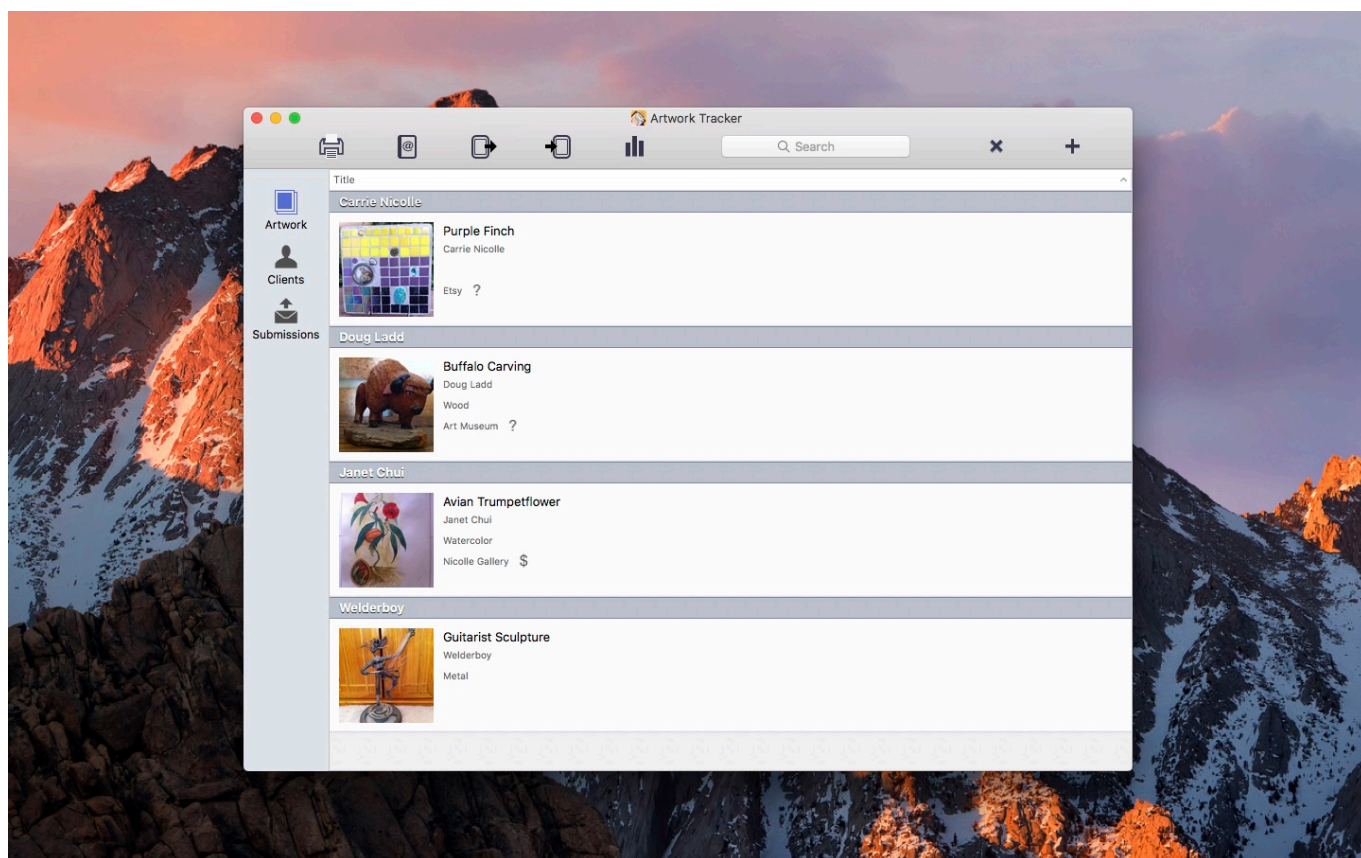 Artwork Tracker
Search
Title
Artwork
Clients
Submissions
Carrie Nicolle
Purple Finch
Carrie Nicolle
Etsy ?
Doug Ladd
Buffalo Carving
Doug Ladd
Wood
Art Museum ?
Janet Chui
Avian Trumpetflower
Janet Chui
Watercolor
Nicolle Gallery $
Welderboy
Guitarist Sculpture
Welderboy
Metal